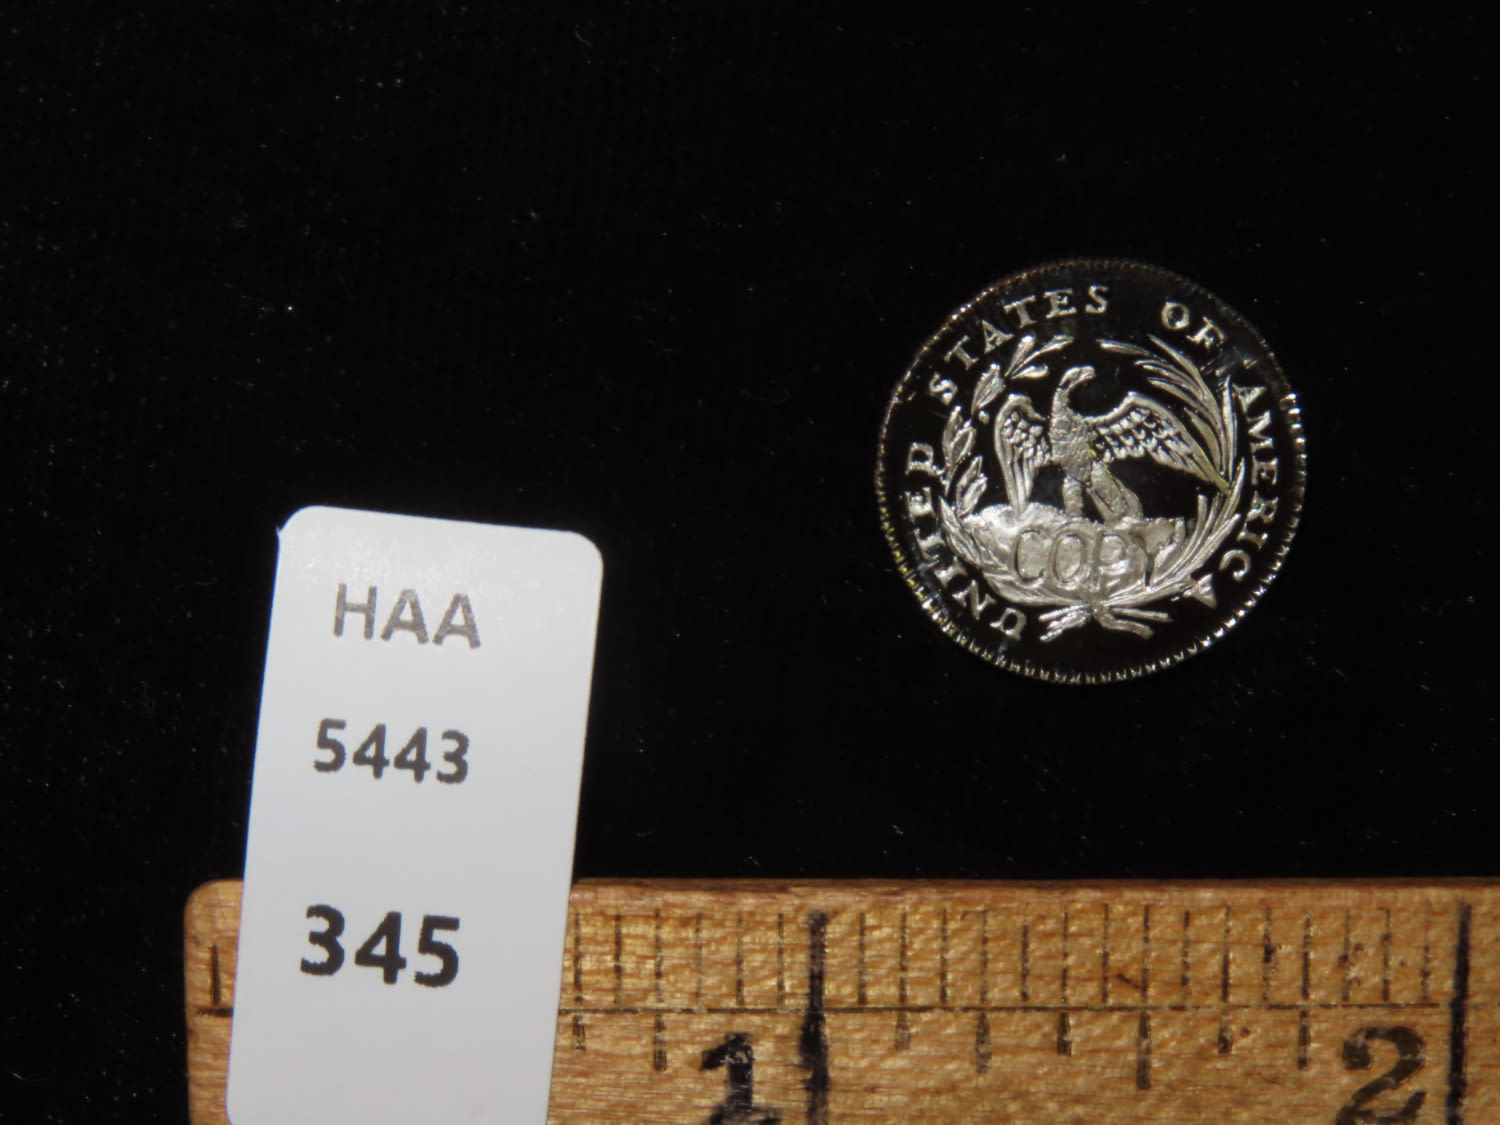 UNITED STATES OF AMERICA
COPY
HAA
5443
345
1
2